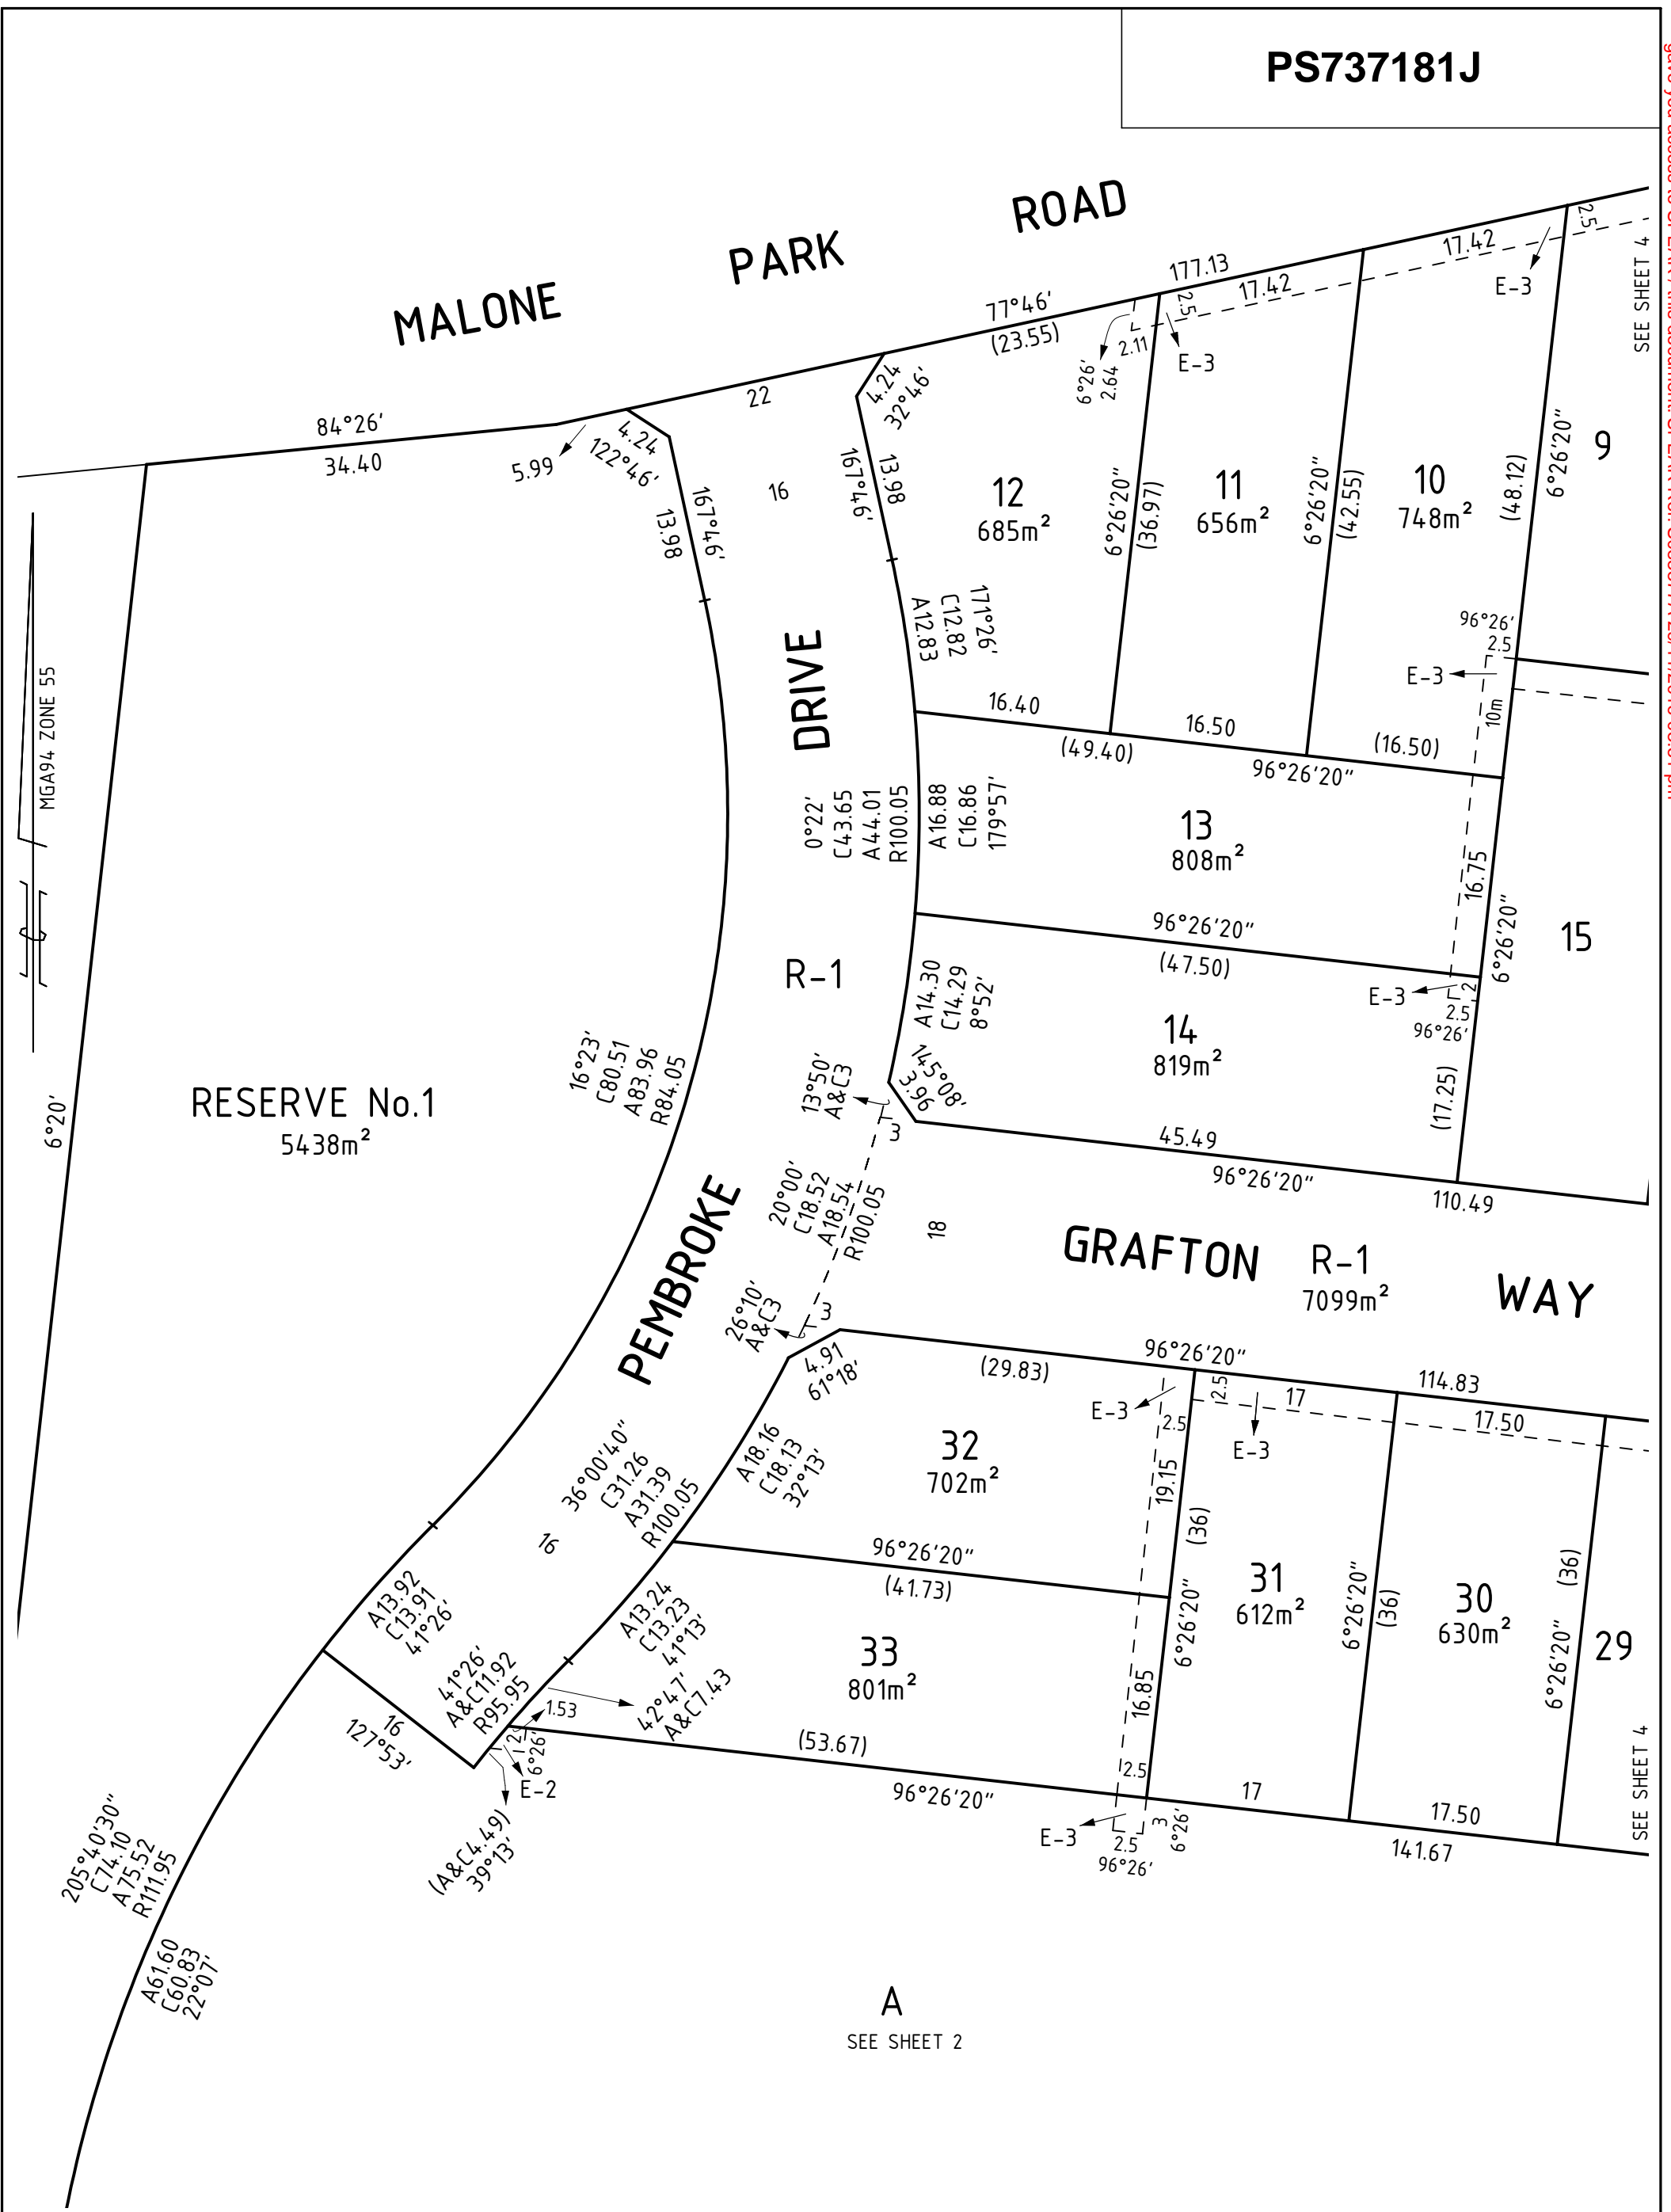 PS737181J
MALONE PARK ROAD
177.13
77°46'
(23.55)
17.42
17.42
2.5
2.5
E-3
E-3
SEE SHEET 4
2.11
6°26'
2.64
22
4.24
32°46'
84°26'
34.40
5.99
4.24
122°46'
167°46'
13.98
16
167°46'
13.98
12
685m²
6°26'20"
(36.97)
11
656m²
6°26'20"
(42.55)
10
748m²
(48.12)
6°26'20"
9
MGA94 ZONE 55
DRIVE
171°26'
C12.82
A12.83
96°26'
2.5
E-3
10m
16.40
16.50
(16.50)
(49.40)
96°26'20"
0°22'
C43.65
A44.01
R100.05
A16.88
C16.86
179°57'
13
808m²
16.75
6°26'20"
15
96°26'20"
(47.50)
R-1
A14.30
C14.29
8°52'
E-3
2
2.5
96°26'
14
819m²
(17.25)
16°23'
C80.51
A83.96
R84.05
13°50'
A&C3
145°08'
3.96
3
RESERVE No.1
5438m²
6°20'
45.49
96°26'20"
110.49
PEMBROKE
20°00'
C18.52
A18.54
R100.05
18
GRAFTON
R-1
7099m²
WAY
26°10'
A&C3
3
4.91
61°18'
(29.83)
96°26'20"
114.83
E-3
2.5
2.5
17
17.50
E-3
A18.16
C18.13
32°13'
32
702m²
19.15
(36)
36°00'40"
C31.26
A31.39
R100.05
16
96°26'20"
(41.73)
31
612m²
6°26'20"
6°26'20"
(36)
30
630m²
(36)
6°26'20"
29
A13.92
C13.91
41°26'
A13.24
C13.23
41°13'
33
801m²
16.85
41°26'
A&C11.92
R95.95
42°47'
A&C7.43
1.53
2
6°26'
E-2
16
127°53'
(53.67)
96°26'20"
2.5
17
17.50
141.67
SEE SHEET 4
E-3
2.5
96°26'
3
6°26'
(A&C4.49)
39°13'
205°40'30"
C74.10
A75.52
R111.95
A61.60
C60.83
22°07'
A
SEE SHEET 2